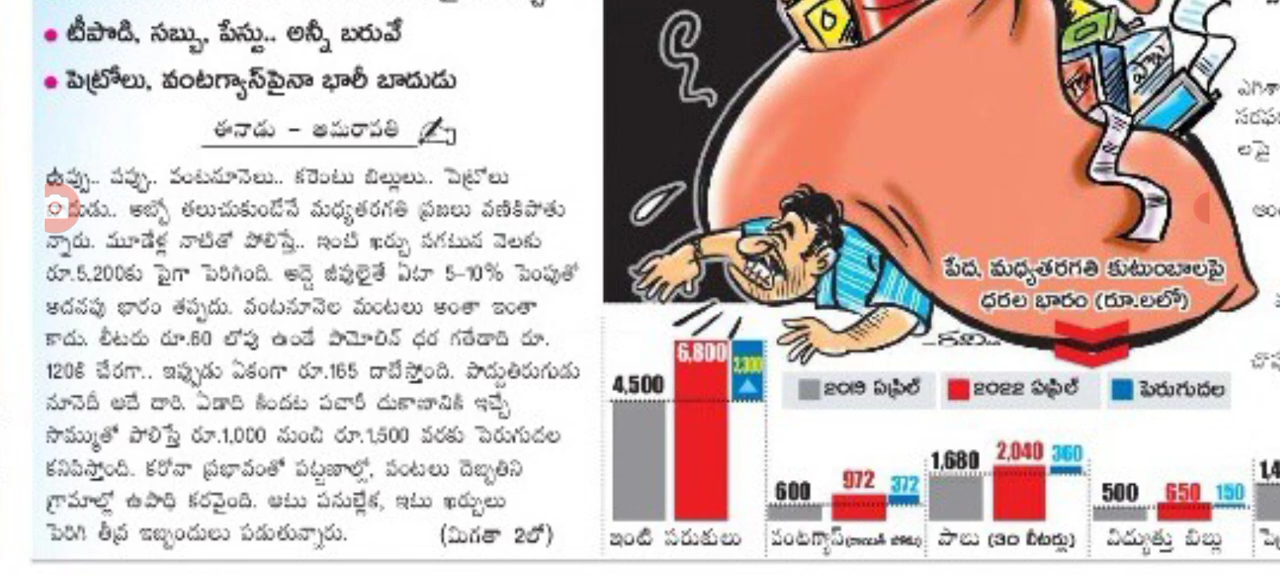 • టీపొడి, సబ్బు, పేస్టు.. అన్నీ బరువే
• పెట్రోలు, వంటగ్యాస్‌పైనా భారీ బాదుడు
ఈనాడు - అమరావతి
ఉప్పు.. పప్పు.. వంటనూనెలు.. కరెంటు బిల్లులు.. పెట్రోలు
బాదుడు.. అబ్బో తలుచుకుంటేనే మధ్యతరగతి ప్రజలు వణికిపోతు
న్నారు. మూడేళ్ల నాటితో పోలిస్తే.. ఇంటి ఖర్చు సగటున నెలకు
రూ.5,200కు పైగా పెరిగింది. అద్దె జీవులైతే ఏటా 5-10% పెంపుతో
అదనపు భారం తప్పదు. వంటనూనెల మంటలు అంతా ఇంతా
కాదు. లీటరు రూ.60 లోపు ఉండే పామోలిన్ ధర గతేడాది రూ.
120కి చేరగా.. ఇప్పుడు ఏకంగా రూ.165 దాటేస్తోంది. పొద్దుతిరుగుడు
నూనెదీ అదే దారి. ఏడాది కిందట పచారీ దుకాణానికి ఇచ్చే
సొమ్ముతో పోలిస్తే రూ.1,000 నుంచి రూ.1,500 వరకు పెరుగుదల
కనిపిస్తోంది. కరోనా ప్రభావంతో పట్టణాల్లో, పంటలు దెబ్బతిని
గ్రామాల్లో ఉపాధి కరవైంది. అటు పనుల్లేక, ఇటు ఖర్చులు
పెరిగి తీవ్ర ఇబ్బందులు పడుతున్నారు. (మిగతా 2లో)
పేద, మధ్యతరగతి కుటుంబాలపై
ధరల భారం (రూ.లలో)
2019 ఏప్రిల్ 2022 ఏప్రిల్ పెరుగుదల
4,500 6,800 2,300
ఇంటి సరుకులు
600 972 372
వంటగ్యాస్
1,680 2,040 360
పాలు (30 లీటర్లు)
500 650 150
విద్యుత్తు బిల్లు